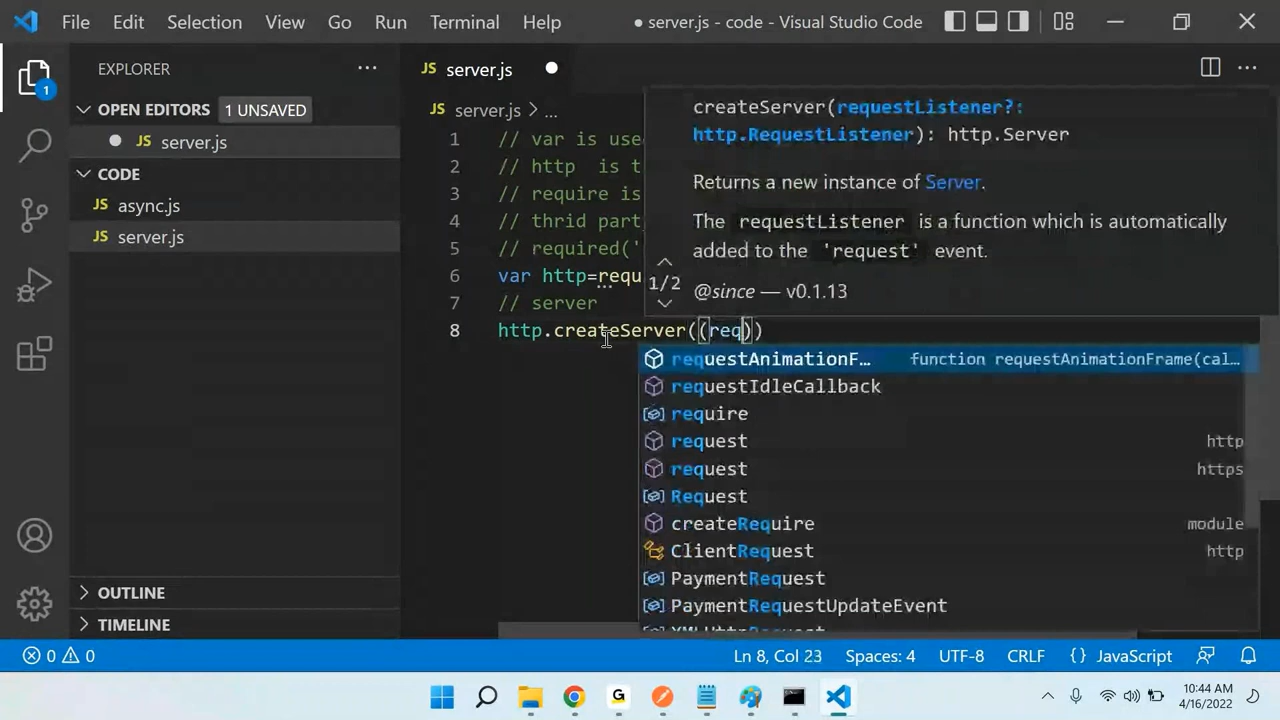 File Edit Selection View Go Run Terminal Help
● server.js - code - Visual Studio Code
EXPLORER
OPEN EDITORS 1 UNSAVED
JS server.js
CODE
JS async.js
JS server.js
OUTLINE
TIMELINE
1
JS server.js
JS server.js > ...
1 // var is use
2 // http is t
3 // require is
4 // thrid part
5 // required('
6 var http=requ
7 // server
8 http.createServer((req))
createServer(requestListener?:
http.RequestListener): http.Server
Returns a new instance of Server.
The requestListener is a function which is automatically
added to the 'request' event.
1/2
@since — v0.1.13
requestAnimationF… function requestAnimationFrame(cal…
requestIdleCallback
require
request http
request https
Request
createRequire module
ClientRequest http
PaymentRequest
PaymentRequestUpdateEvent
0 0 Ln 8, Col 23 Spaces: 4 UTF-8 CRLF {} JavaScript
G
10:44 AM
4/16/2022